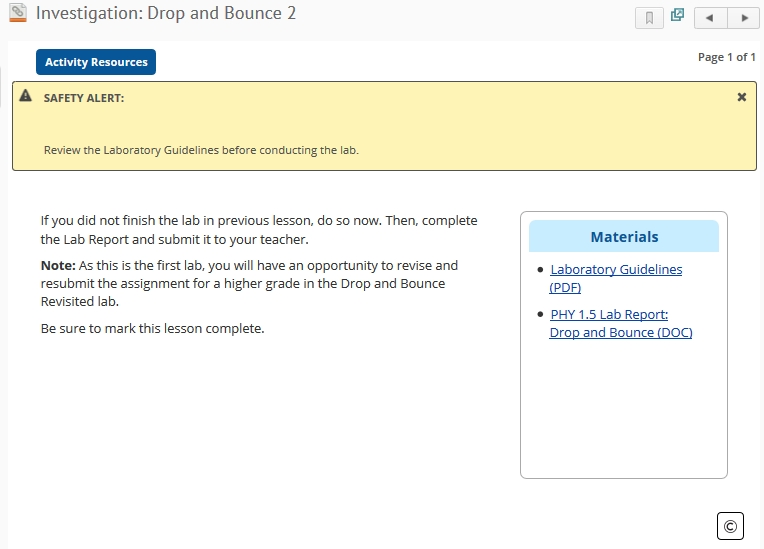 Investigation: Drop and Bounce 2
Activity Resources
Page 1 of 1
SAFETY ALERT:
Review the Laboratory Guidelines before conducting the lab.
If you did not finish the lab in previous lesson, do so now. Then, complete
the Lab Report and submit it to your teacher.
Note: As this is the first lab, you will have an opportunity to revise and
resubmit the assignment for a higher grade in the Drop and Bounce
Revisited lab.
Be sure to mark this lesson complete.
Materials
• Laboratory Guidelines
(PDF)
• PHY 1.5 Lab Report:
Drop and Bounce (DOC)
©